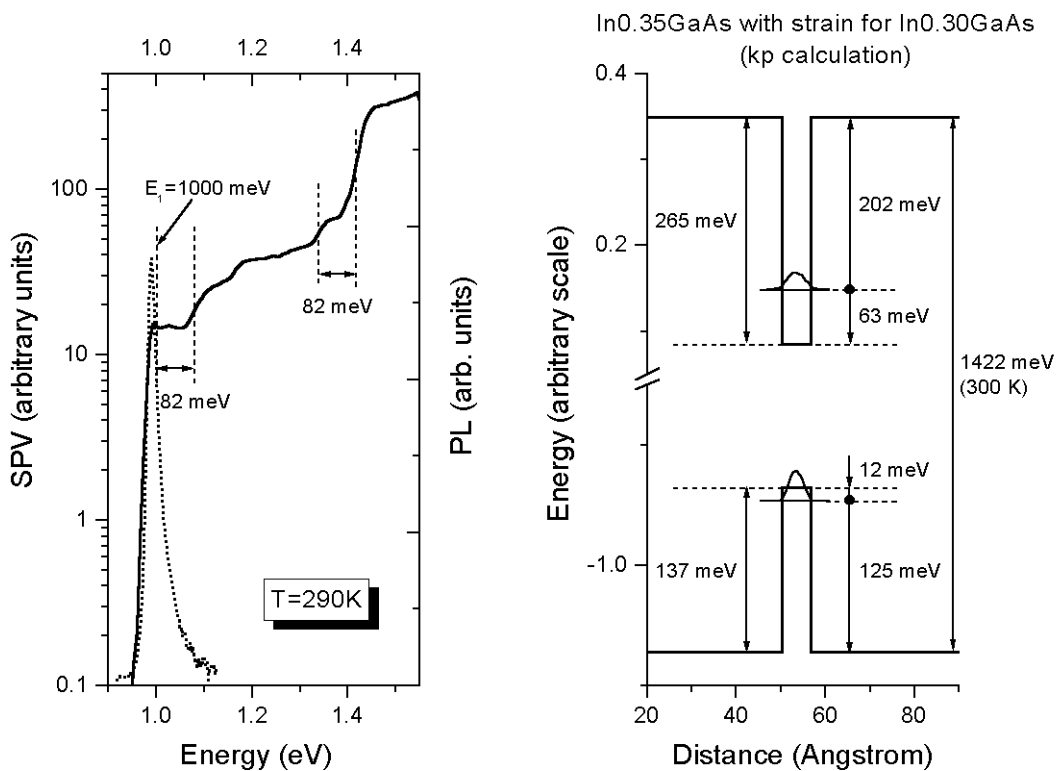 1.0 1.2 1.4
100
10
1
0.1
1.0 1.2 1.4
SPV (arbitrary units)
Energy (eV)
PL (arb. units)
E1=1000 meV
82 meV
82 meV
T=290K
In0.35GaAs with strain for In0.30GaAs
(kp calculation)
0.4
0.2
-1.0
20 40 60 80
Energy (arbitrary scale)
Distance (Angstrom)
265 meV
202 meV
63 meV
1422 meV
(300 K)
12 meV
137 meV
125 meV